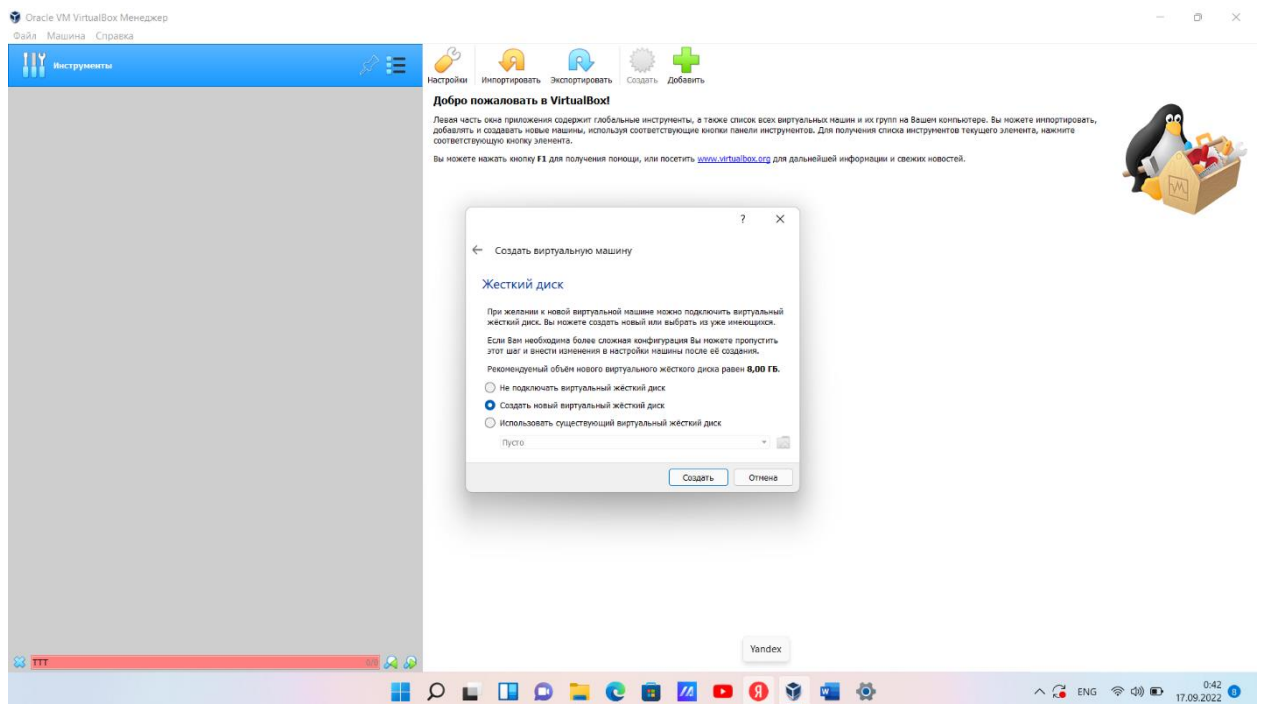 Oracle VM VirtualBox Менеджер
Файл Машина Справка
Инструменты
Настройки Импортировать Экспортировать Создать Добавить
Добро пожаловать в VirtualBox!
Левая часть окна приложения содержит глобальные инструменты, а также список всех виртуальных машин и их групп на Вашем компьютере. Вы можете импортировать,
добавлять и создавать новые машины, используя соответствующие кнопки панели инструментов. Для получения списка инструментов текущего элемента, нажмите
соответствующую кнопку элемента.
Вы можете нажать кнопку F1 для получения помощи, или посетить www.virtualbox.org для дальнейшей информации и свежих новостей.
?
Создать виртуальную машину
Жесткий диск
При желании к новой виртуальной машине можно подключить виртуальный
жёсткий диск. Вы можете создать новый или выбрать из уже имеющихся.
Если Вам необходима более сложная конфигурация Вы можете пропустить
этот шаг и внести изменения в настройки машины после её создания.
Рекомендуемый объём нового виртуального жёсткого диска равен 8,00 ГБ.
Не подключать виртуальный жёсткий диск
Создать новый виртуальный жёсткий диск
Использовать существующий виртуальный жёсткий диск
Пусто
Создать Отмена
Yandex
ТТТ
ENG
0:42
17.09.2022
8